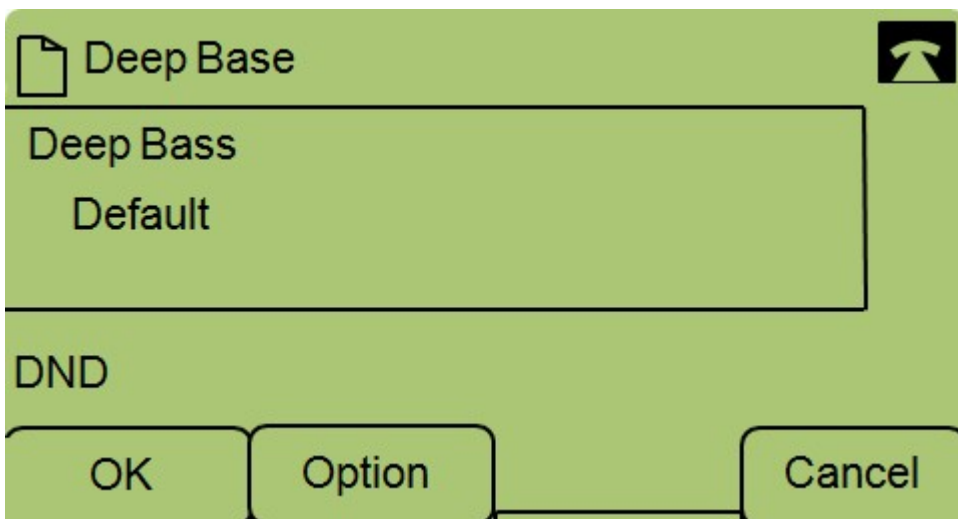 Deep Base
Deep Bass
Default
DND
OK Option Cancel